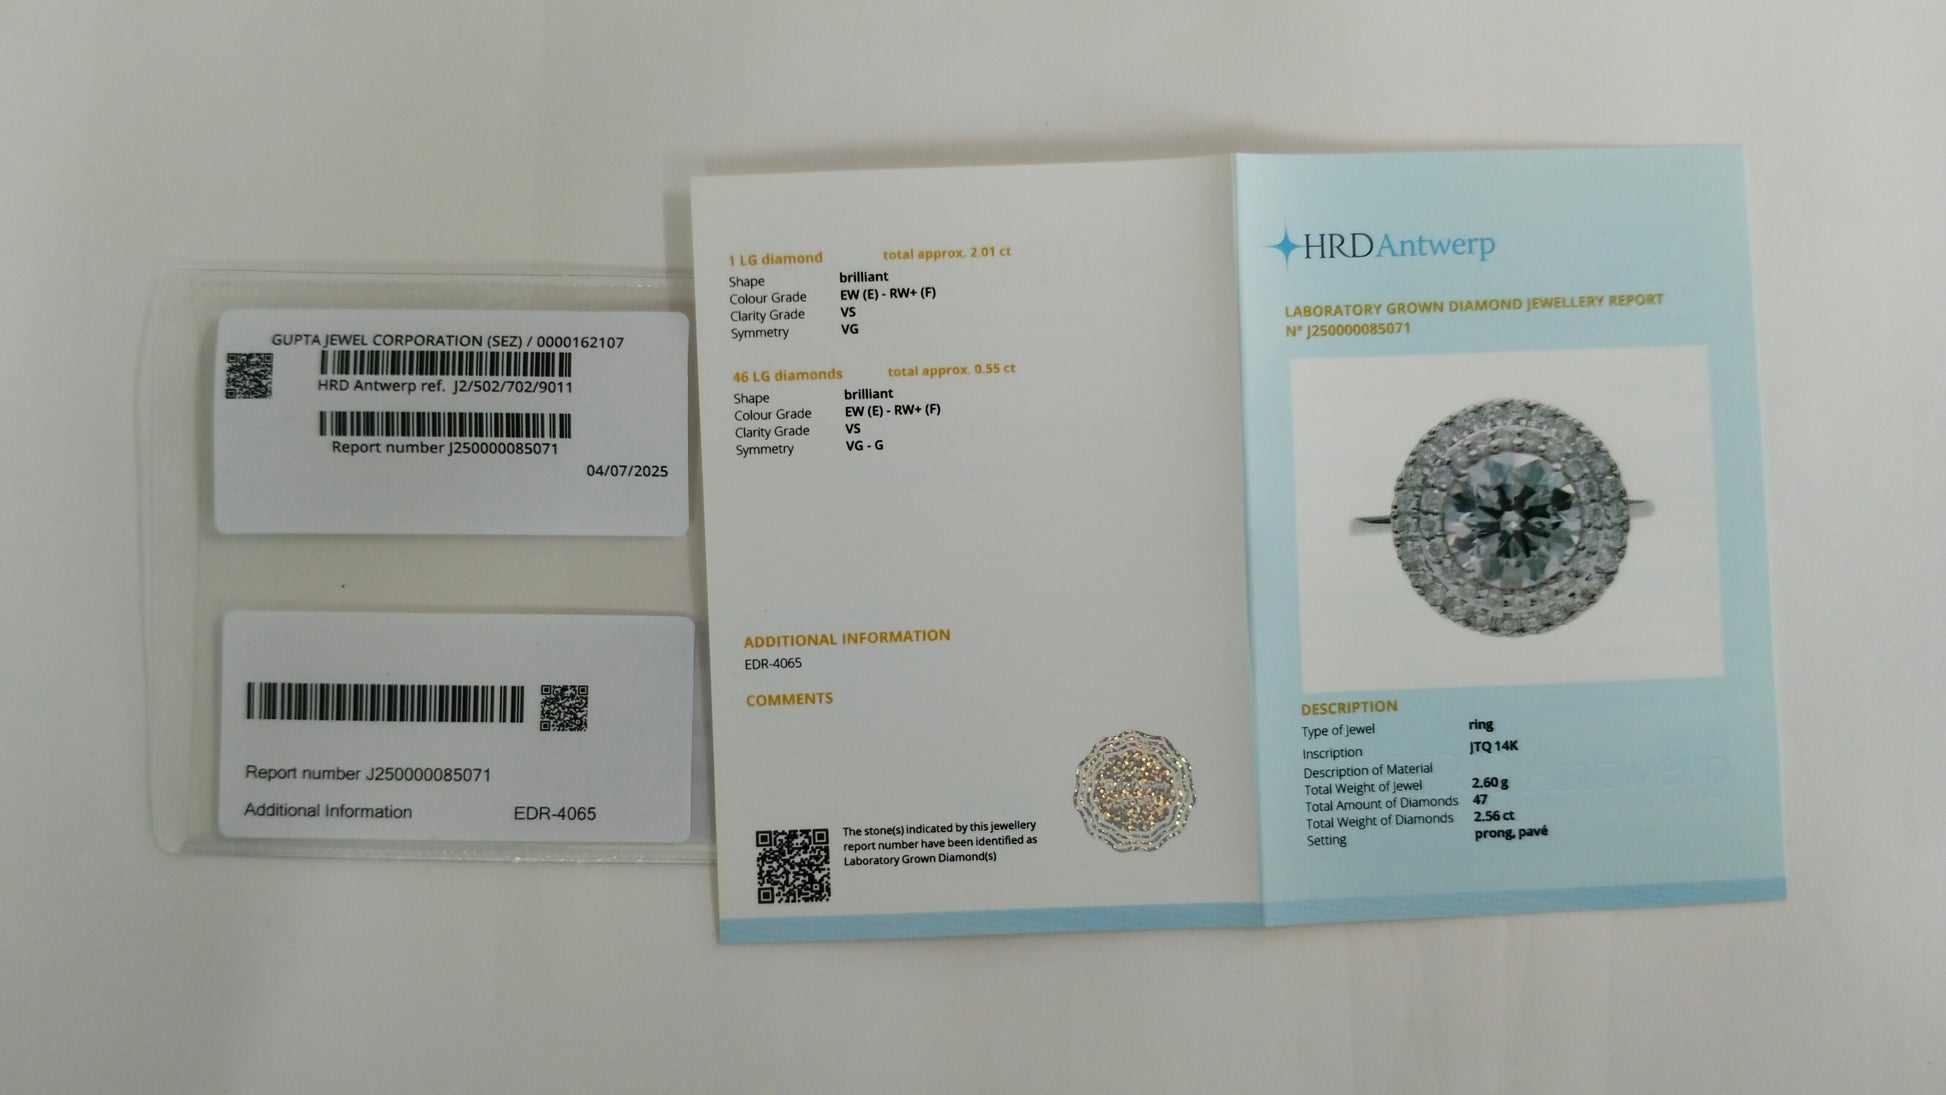 GUPTA JEWEL CORPORATION (SEZ) / 0000162107
HRD Antwerp ref. J2/502/702/9011
Report number J250000085071
04/07/2025
Report number J250000085071
Additional Information EDR-4065
1 LG diamond total approx. 2.01 ct
Shape brilliant
Colour Grade EW (E) - RW+ (F)
Clarity Grade VS
Symmetry VG
46 LG diamonds total approx. 0.55 ct
Shape brilliant
Colour Grade EW (E) - RW+ (F)
Clarity Grade VS
Symmetry VG - G
ADDITIONAL INFORMATION
EDR-4065
COMMENTS
The stone(s) indicated by this jewellery
report number have been identified as
Laboratory Grown Diamond(s)
HRD Antwerp
LABORATORY GROWN DIAMOND JEWELLERY REPORT
N° J250000085071
DESCRIPTION
Type of Jewel ring
Inscription JTQ 14K
Description of Material
Total Weight of Jewel 2.60 g
Total Amount of Diamonds 47
Total Weight of Diamonds 2.56 ct
Setting prong, pavé